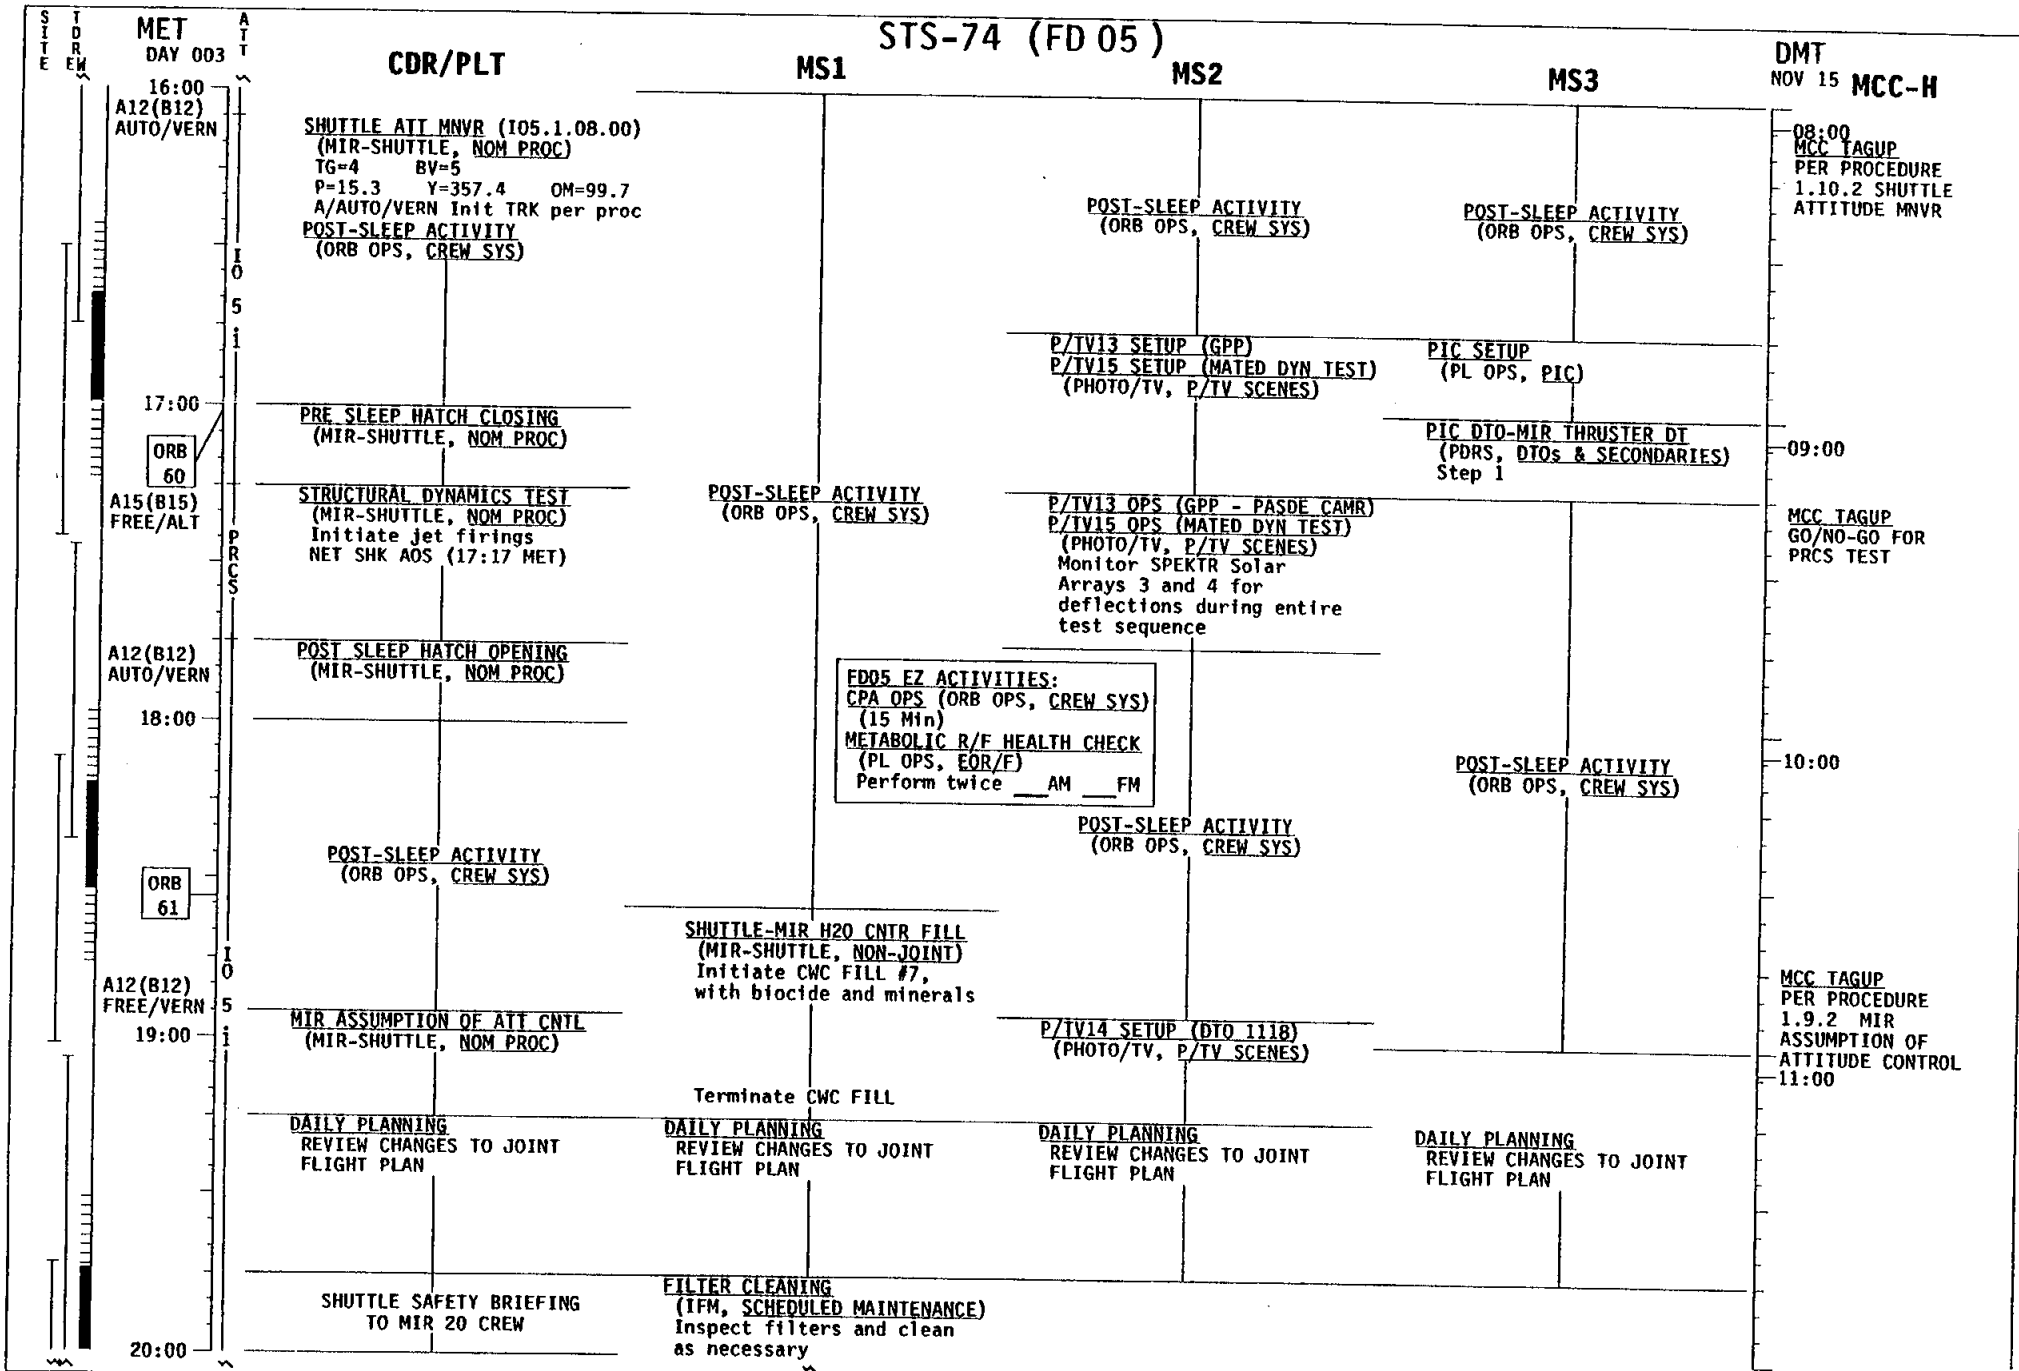 STS-74 (FD 05)
SITE
TDRE W
MET
DAY 003
ATT
CDR/PLT
MS1
MS2
MS3
DMT
NOV 15
MCC-H
16:00
A12(B12)
AUTO/VERN
17:00
ORB
60
A15(B15)
FREE/ALT
A12(B12)
AUTO/VERN
18:00
ORB
61
A12(B12)
FREE/VERN
19:00
20:00
IO 5.i
PRCS
IO 5 i
SHUTTLE ATT MNVR (I05.1.08.00)
(MIR-SHUTTLE, NOM PROC)
TG=4 BV=5
P=15.3 Y=357.4 OM=99.7
A/AUTO/VERN Init TRK per proc
POST-SLEEP ACTIVITY
(ORB OPS, CREW SYS)
PRE SLEEP HATCH CLOSING
(MIR-SHUTTLE, NOM PROC)
STRUCTURAL DYNAMICS TEST
(MIR-SHUTTLE, NOM PROC)
Initiate jet firings
NET SHK AOS (17:17 MET)
POST SLEEP HATCH OPENING
(MIR-SHUTTLE, NOM PROC)
POST-SLEEP ACTIVITY
(ORB OPS, CREW SYS)
MIR ASSUMPTION OF ATT CNTL
(MIR-SHUTTLE, NOM PROC)
DAILY PLANNING
REVIEW CHANGES TO JOINT
FLIGHT PLAN
SHUTTLE SAFETY BRIEFING
TO MIR 20 CREW
POST-SLEEP ACTIVITY
(ORB OPS, CREW SYS)
FD05 EZ ACTIVITIES:
CPA OPS (ORB OPS, CREW SYS)
(15 Min)
METABOLIC R/F HEALTH CHECK
(PL OPS, EOR/F)
Perform twice ___AM ___FM
SHUTTLE-MIR H2O CNTR FILL
(MIR-SHUTTLE, NON-JOINT)
Initiate CWC FILL #7,
with biocide and minerals
Terminate CWC FILL
DAILY PLANNING
REVIEW CHANGES TO JOINT
FLIGHT PLAN
FILTER CLEANING
(IFM, SCHEDULED MAINTENANCE)
Inspect filters and clean
as necessary
POST-SLEEP ACTIVITY
(ORB OPS, CREW SYS)
P/TV13 SETUP (GPP)
P/TV15 SETUP (MATED DYN TEST)
(PHOTO/TV, P/TV SCENES)
P/TV13 OPS (GPP - PASDE CAMR)
P/TV15 OPS (MATED DYN TEST)
(PHOTO/TV, P/TV SCENES)
Monitor SPEKTR Solar
Arrays 3 and 4 for
deflections during entire
test sequence
POST-SLEEP ACTIVITY
(ORB OPS, CREW SYS)
P/TV14 SETUP (DTO 1118)
(PHOTO/TV, P/TV SCENES)
DAILY PLANNING
REVIEW CHANGES TO JOINT
FLIGHT PLAN
POST-SLEEP ACTIVITY
(ORB OPS, CREW SYS)
PIC SETUP
(PL OPS, PIC)
PIC DTO-MIR THRUSTER DT
(PDRS, DTOs & SECONDARIES)
Step 1
POST-SLEEP ACTIVITY
(ORB OPS, CREW SYS)
DAILY PLANNING
REVIEW CHANGES TO JOINT
FLIGHT PLAN
08:00
MCC TAGUP
PER PROCEDURE
1.10.2 SHUTTLE
ATTITUDE MNVR
09:00
MCC TAGUP
GO/NO-GO FOR
PRCS TEST
10:00
MCC TAGUP
PER PROCEDURE
1.9.2 MIR
ASSUMPTION OF
ATTITUDE CONTROL
11:00